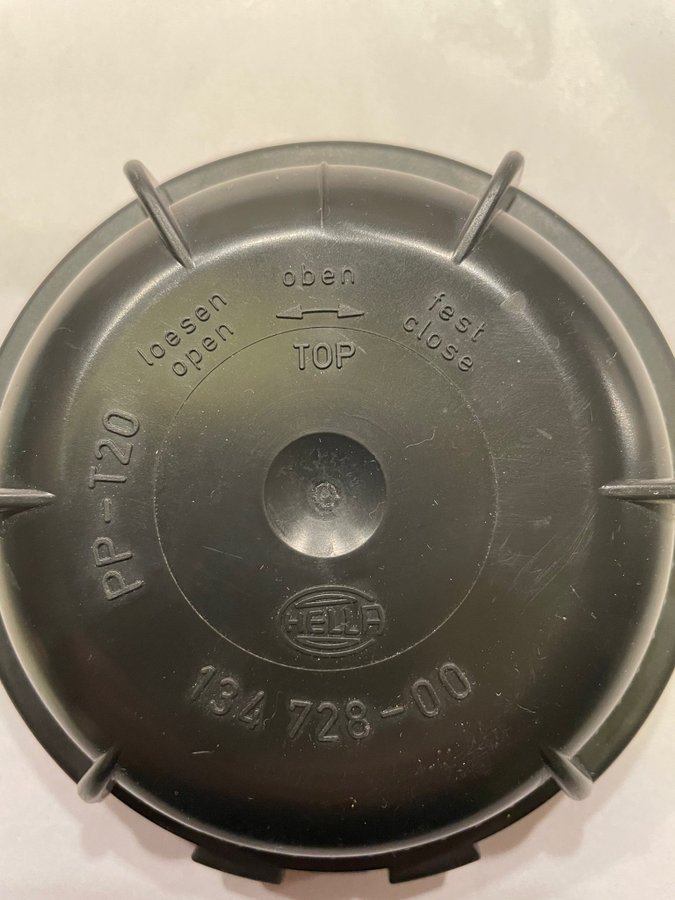 oben
loesen
open
fest
close
TOP
PP-T20
HELLA
134 728-00